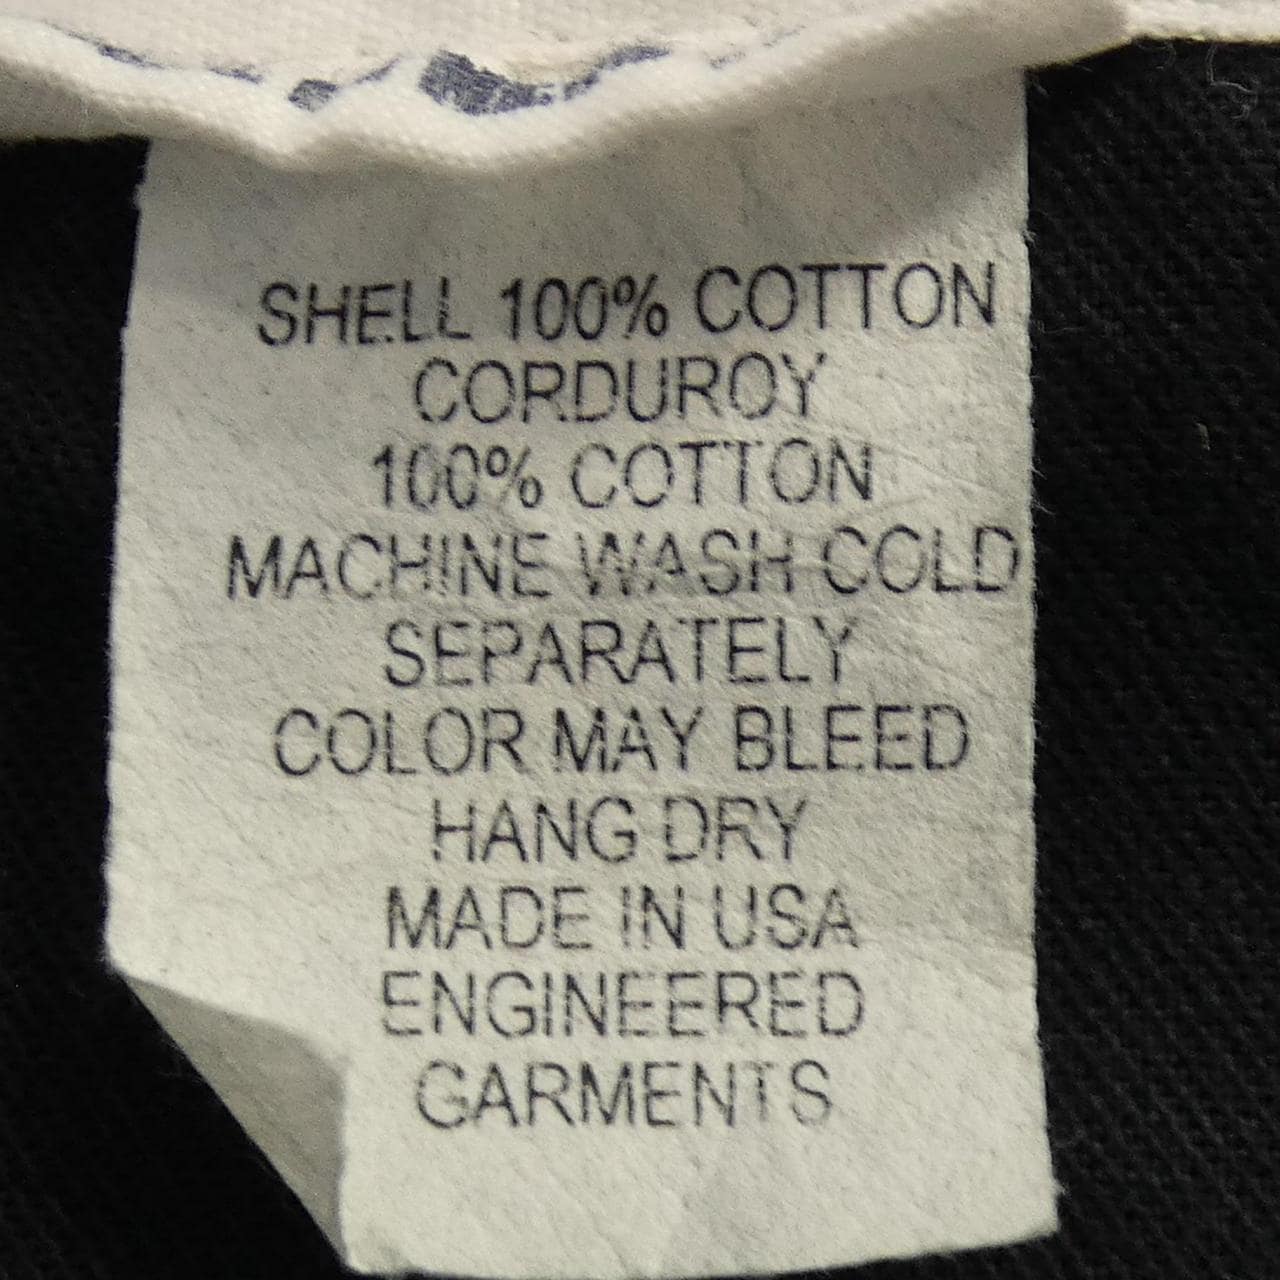 SHELL 100% COTTON
CORDUROY
100% COTTON
MACHINE WASH COLD
SEPARATELY
COLOR MAY BLEED
HANG DRY
MADE IN USA
ENGINEERED
GARMENTS